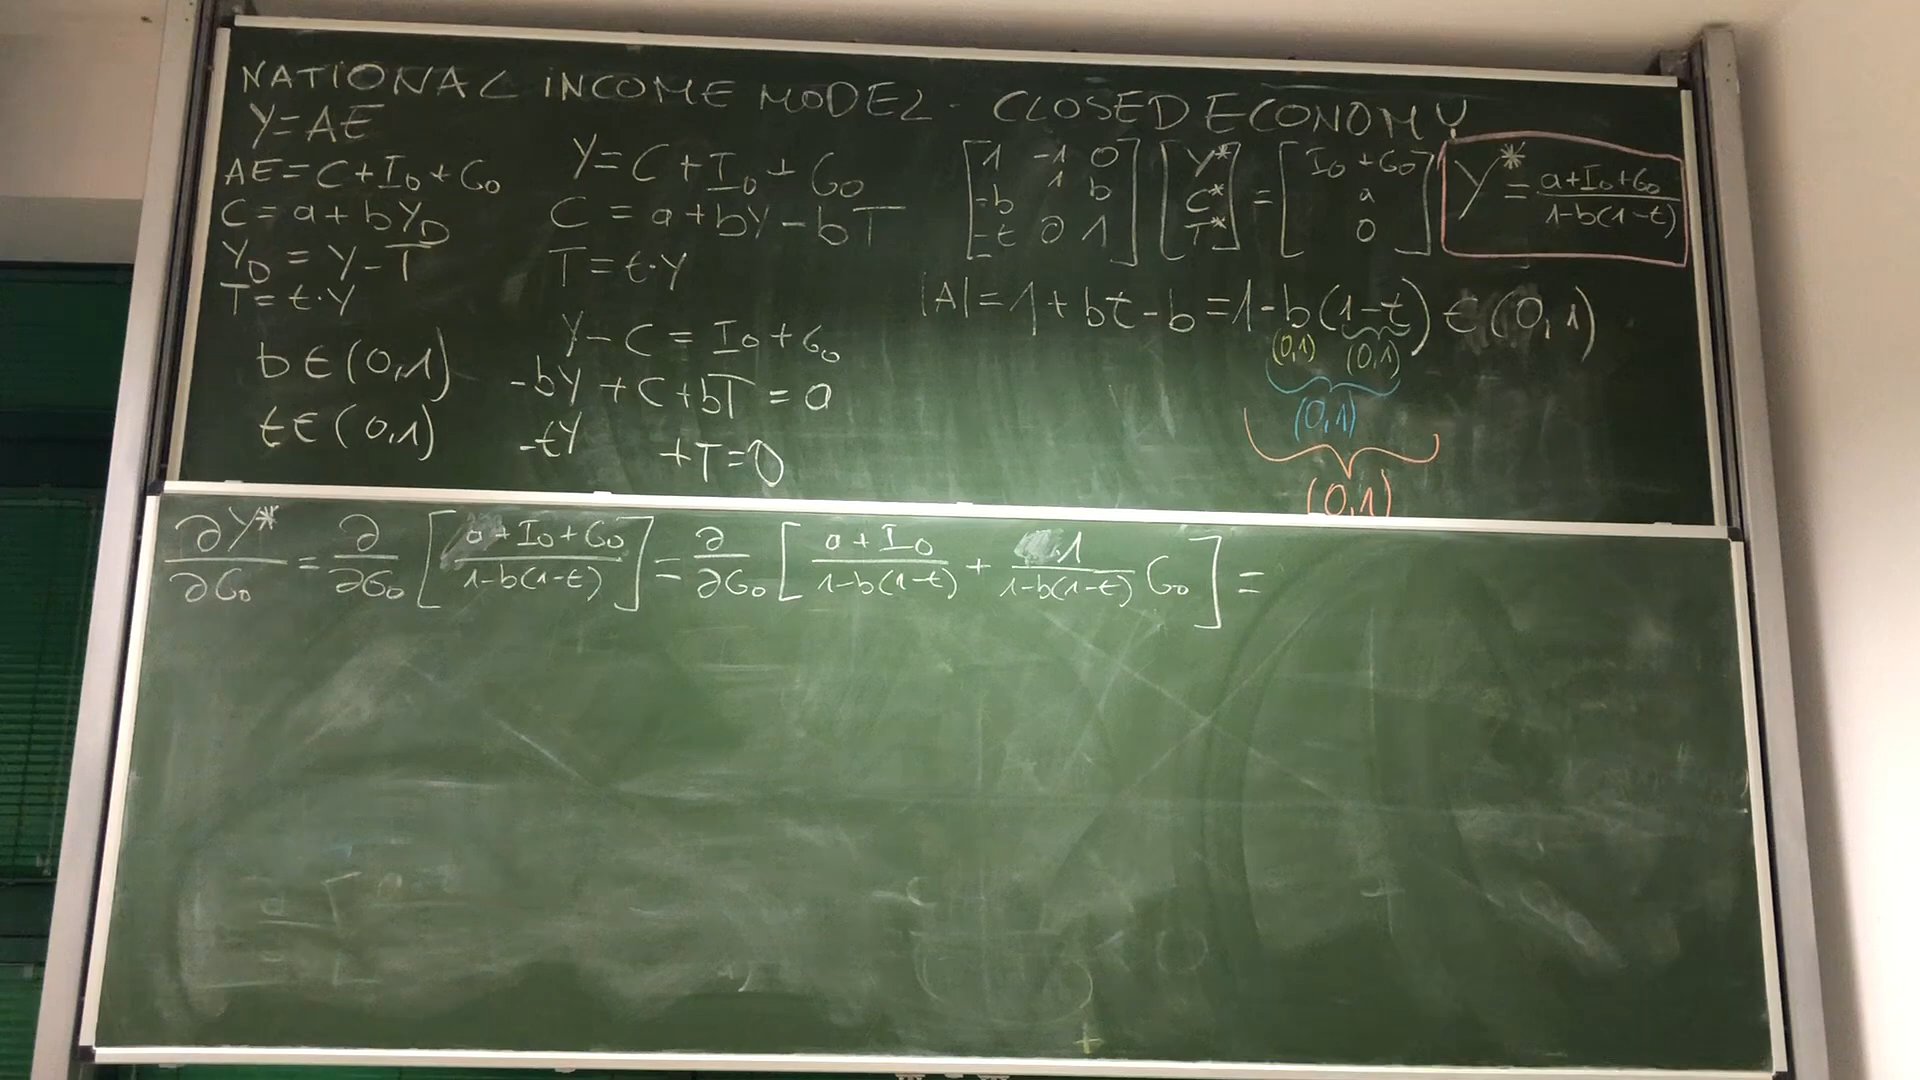 NATIONAL INCOME MODEL - CLOSED ECONOMY
Y=AE
AE=C+I₀+G₀
C=a+bY_D
Y_D=Y-T
T=t·Y
b∈(0,1)
t∈(0,1)
Y=C+I₀+G₀
C=a+bY-bT
T=t·Y
Y-C=I₀+G₀
-bY+C+bT=a
-tY +T=0
[1 -1 0] [Y*] [I₀+G₀]
[-b 1 b] [C*] = [a]
[-t 0 1] [T*] [0]
Y*=(a+I₀+G₀)/(1-b(1-t))
|A|=1+bt-b=1-b(1-t)∈(0,1)
(0,1) (0,1)
(0,1)
(0,1)
∂Y*/∂G₀=∂/∂G₀[(a+I₀+G₀)/(1-b(1-t))]=∂/∂G₀[(a+I₀)/(1-b(1-t))+1/(1-b(1-t)) G₀]=